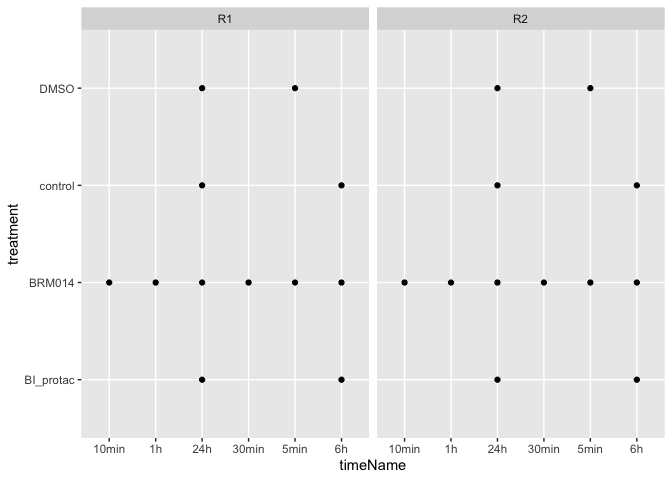 R1 R2
treatment
DMSO
control
BRM014
BI_protac
10min 1h 24h 30min 5min 6h 10min 1h 24h 30min 5min 6h
timeName